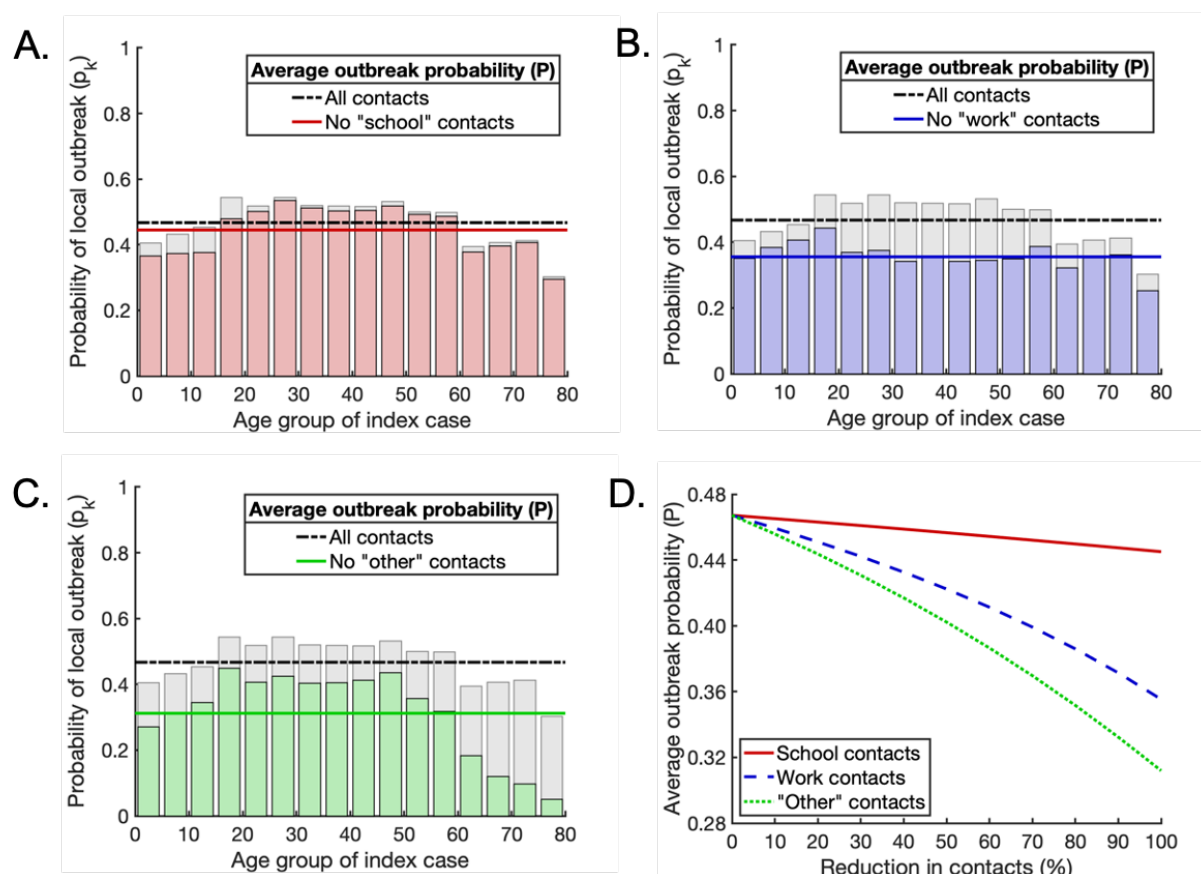 A.
Probability of local outbreak (pk)
1
0.8
0.6
0.4
0.2
0
Average outbreak probability (P)
All contacts
No "school" contacts
0 10 20 30 40 50 60 70 80
Age group of index case
B.
Probability of local outbreak (pk)
1
0.8
0.6
0.4
0.2
0
Average outbreak probability (P)
All contacts
No "work" contacts
0 10 20 30 40 50 60 70 80
Age group of index case
C.
Probability of local outbreak (pk)
1
0.8
0.6
0.4
0.2
0
Average outbreak probability (P)
All contacts
No "other" contacts
0 10 20 30 40 50 60 70 80
Age group of index case
D.
Average outbreak probability (P)
0.48
0.44
0.40
0.36
0.32
0.28
School contacts
Work contacts
"Other" contacts
0 10 20 30 40 50 60 70 80 90 100
Reduction in contacts (%)